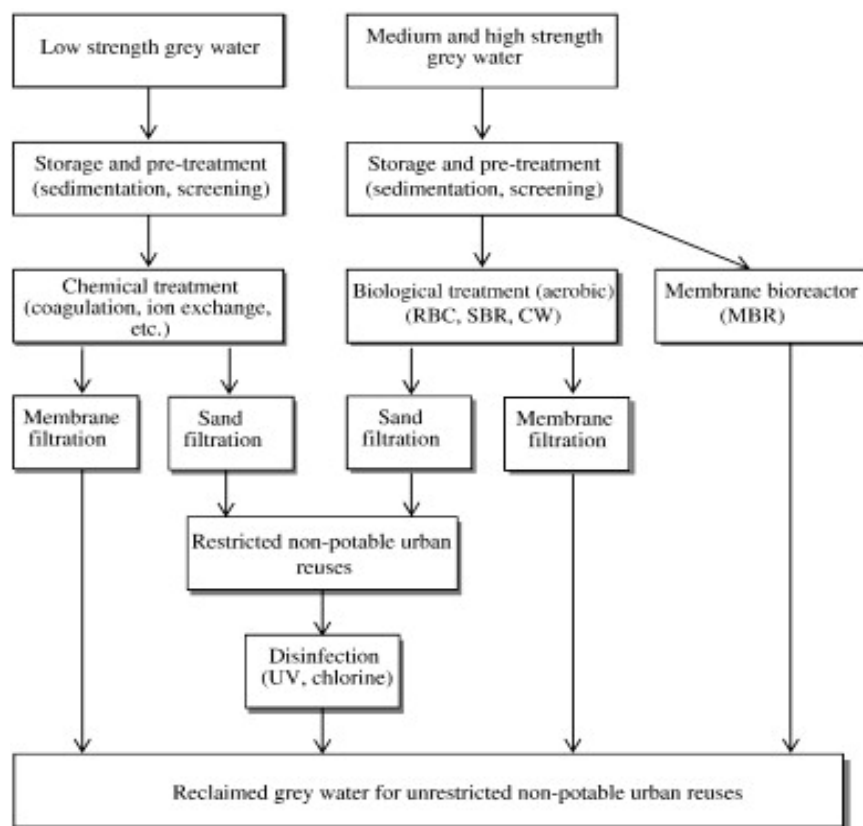 Low strength grey water
Medium and high strength
grey water
Storage and pre-treatment
(sedimentation, screening)
Storage and pre-treatment
(sedimentation, screening)
Chemical treatment
(coagulation, ion exchange,
etc.)
Biological treatment (aerobic)
(RBC, SBR, CW)
Membrane bioreactor
(MBR)
Membrane
filtration
Sand
filtration
Sand
filtration
Membrane
filtration
Restricted non-potable urban
reuses
Disinfection
(UV, chlorine)
Reclaimed grey water for unrestricted non-potable urban reuses